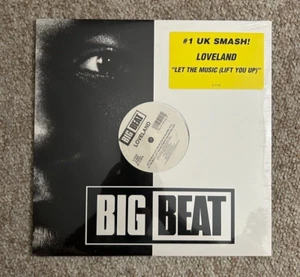 #1 UK SMASH!
LOVELAND
"LET THE MUSIC (LIFT YOU UP)"
BIG BEAT
LOVELAND
BIG BEAT